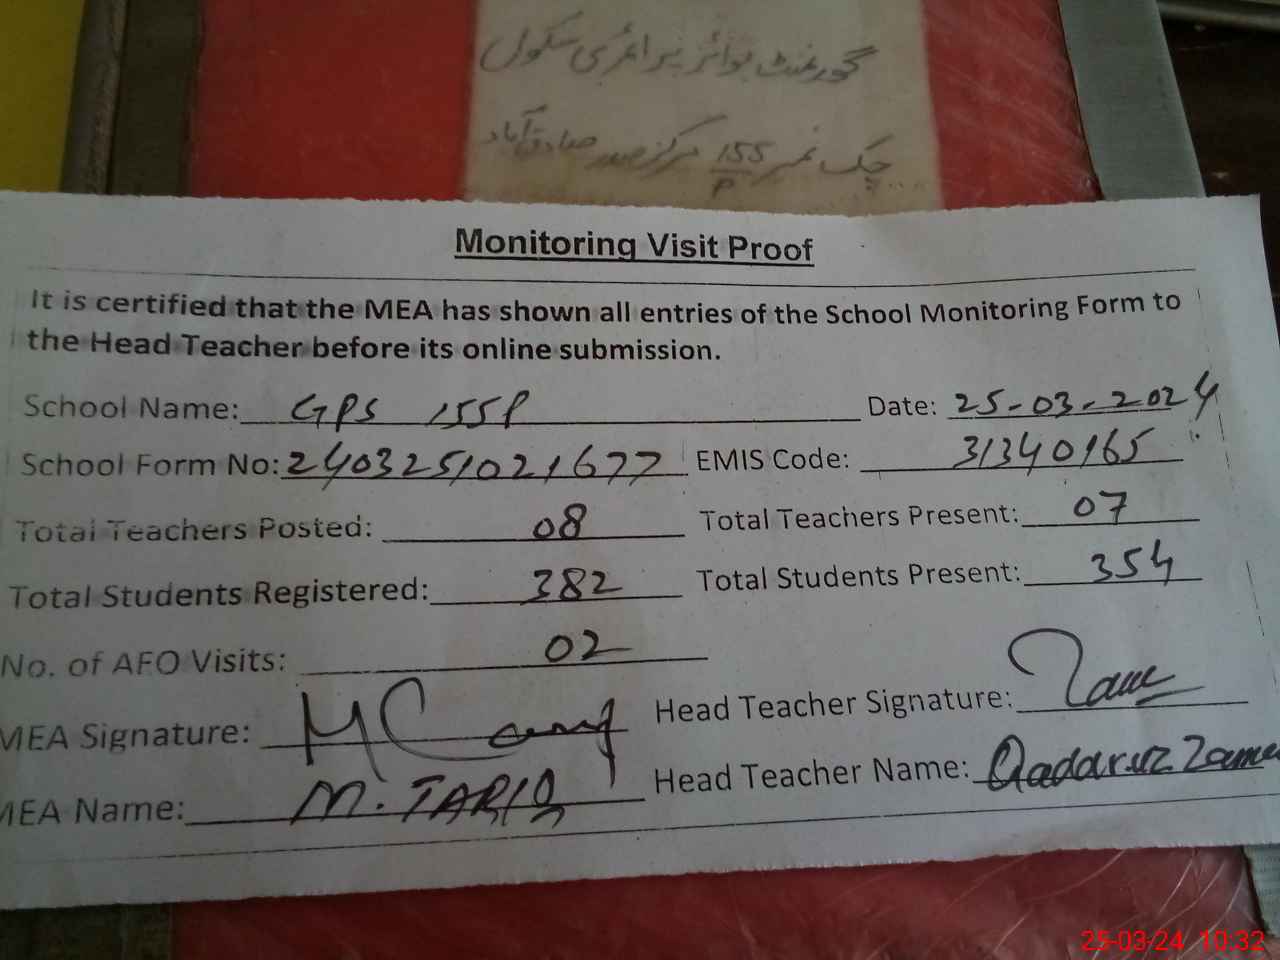 گورنمنٹ بوائز پرائمری سکول
چک نمبر 155/P مرکز صدر صادق آباد
Monitoring Visit Proof
It is certified that the MEA has shown all entries of the School Monitoring Form to
the Head Teacher before its online submission.
School Name: GPS 155P Date: 25-03-2024
School Form No: 2403251021677 EMIS Code: 31340165
Total Teachers Posted: 08 Total Teachers Present: 07
Total Students Registered: 382 Total Students Present: 354
No. of AFO Visits: 02
MEA Signature: Head Teacher Signature:
MEA Name: M. TARIQ Head Teacher Name: Qadar uz Zama
25-03-24 10:32